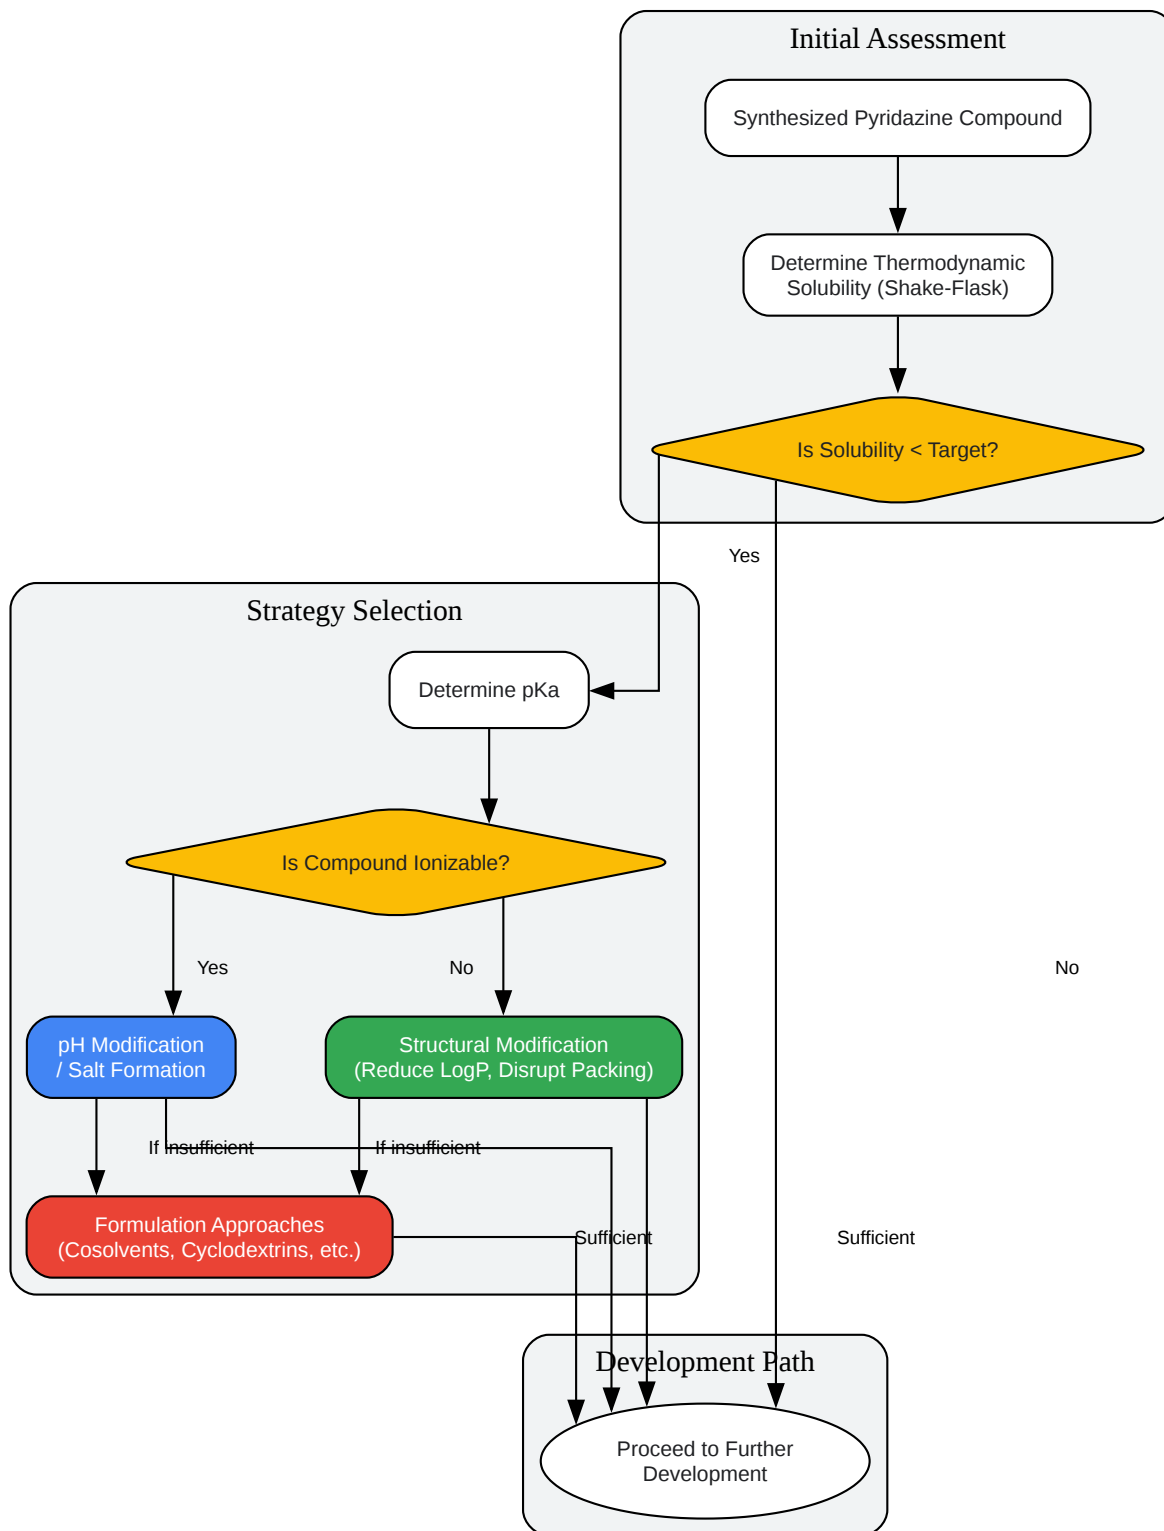 Initial Assessment
Synthesized Pyridazine Compound
Determine Thermodynamic
Solubility (Shake-Flask)
Is Solubility < Target?
Yes
Strategy Selection
Determine pKa
Is Compound Ionizable?
Yes
No
No
pH Modification
/ Salt Formation
Structural Modification
(Reduce LogP, Disrupt Packing)
If insufficient
If insufficient
Formulation Approaches
(Cosolvents, Cyclodextrins, etc.)
Sufficient
Sufficient
Development Path
Proceed to Further
Development